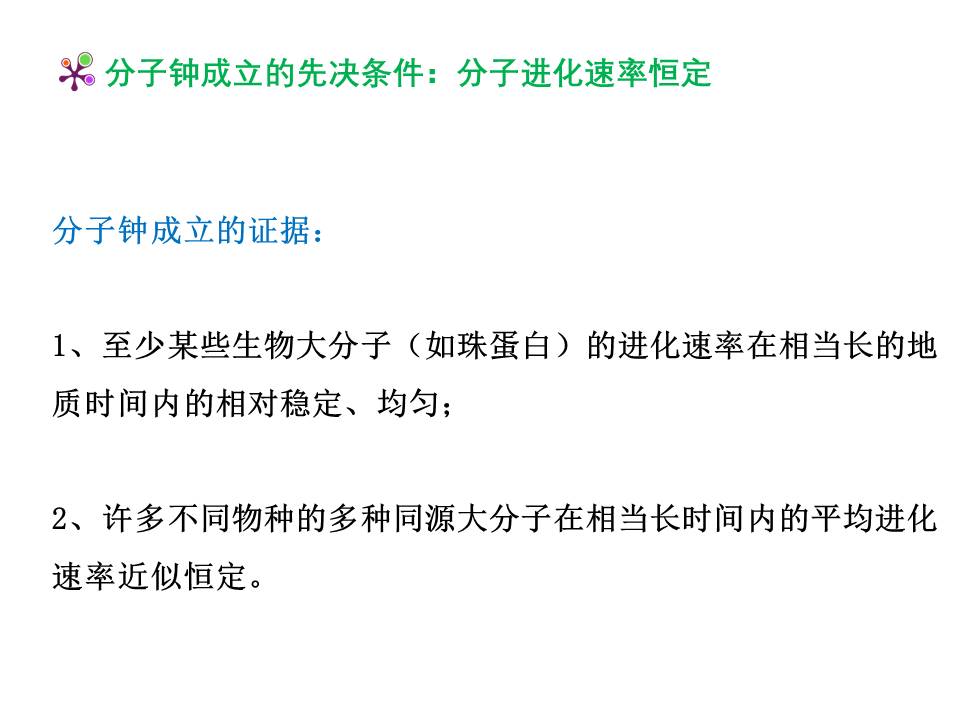 分子钟成立的先决条件：分子进化速率恒定
分子钟成立的证据：
1、至少某些生物大分子（如珠蛋白）的进化速率在相当长的地
质时间内的相对稳定、均匀；
2、许多不同物种的多种同源大分子在相当长时间内的平均进化
速率近似恒定。